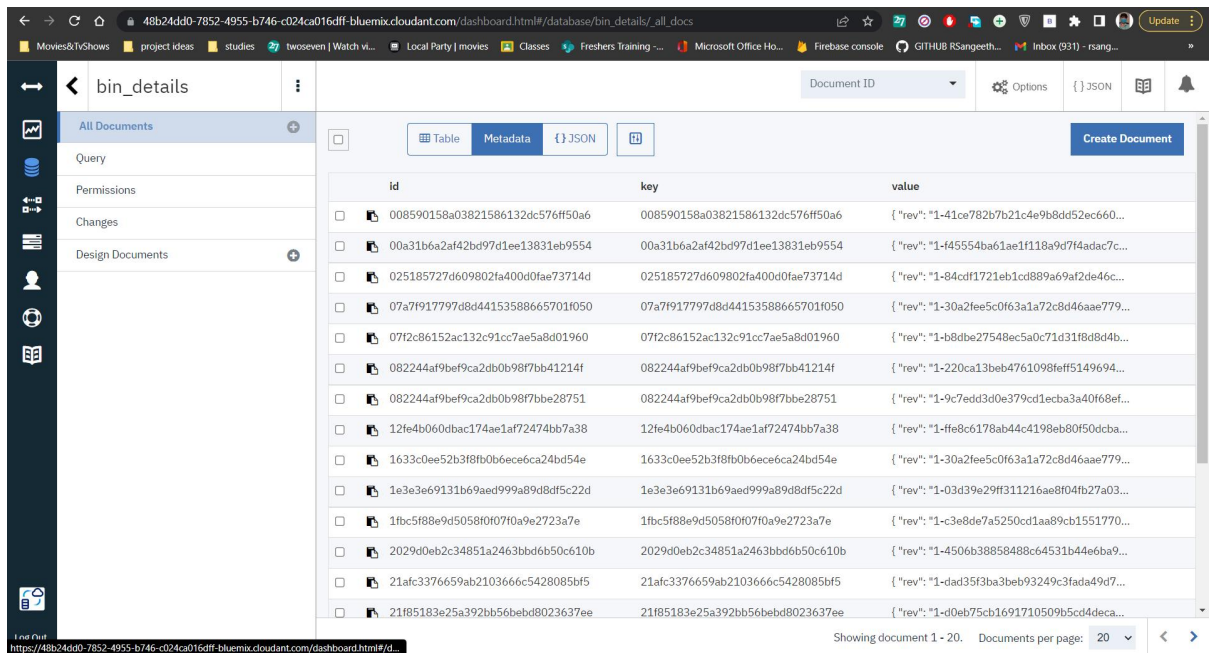 48b24dd0-7852-4955-b746-c024ca016dff-bluemix.cloudant.com/dashboard.html#/database/bin_details/_all_docs
Update
Movies&TvShows project ideas studies twoseven | Watch vi... Local Party | movies Classes Freshers Training -... Microsoft Office Ho... Firebase console GITHUB RSangeeth... Inbox (931) - rsang... »
bin_details Document ID Options { } JSON
All Documents
Query
Permissions
Changes
Design Documents
Table Metadata { } JSON Create Document
id key value
008590158a03821586132dc576ff50a6 008590158a03821586132dc576ff50a6 { "rev": "1-41ce782b7b21c4e9b8dd52ec660...
00a31b6a2af42bd97d1ee13831eb9554 00a31b6a2af42bd97d1ee13831eb9554 { "rev": "1-f45554ba61ae1f118a9d7f4adac7c...
025185727d609802fa400d0fae73714d 025185727d609802fa400d0fae73714d { "rev": "1-84cdf1721eb1cd889a69af2de46c...
07a7f917797d8d44153588665701f050 07a7f917797d8d44153588665701f050 { "rev": "1-30a2fee5c0f63a1a72c8d46aae779...
07f2c86152ac132c91cc7ae5a8d01960 07f2c86152ac132c91cc7ae5a8d01960 { "rev": "1-b8dbe27548ec5a0c71d31f8d8d4b...
082244af9bef9ca2db0b98f7bb41214f 082244af9bef9ca2db0b98f7bb41214f { "rev": "1-220ca13beb4761098feff5149694...
082244af9bef9ca2db0b98f7bbe28751 082244af9bef9ca2db0b98f7bbe28751 { "rev": "1-9c7edd3d0e379cd1ecba3a40f68ef...
12fe4b060dbac174ae1af72474bb7a38 12fe4b060dbac174ae1af72474bb7a38 { "rev": "1-ffe8c6178ab44c4198eb80f50dcba...
1633c0ee52b3f8fb0b6ece6ca24bd54e 1633c0ee52b3f8fb0b6ece6ca24bd54e { "rev": "1-30a2fee5c0f63a1a72c8d46aae779...
1e3e3e69131b69aed999a89d8df5c22d 1e3e3e69131b69aed999a89d8df5c22d { "rev": "1-03d39e29ff311216ae8f04fb27a03...
1fbc5f88e9d5058f0f07f0a9e2723a7e 1fbc5f88e9d5058f0f07f0a9e2723a7e { "rev": "1-c3e8de7a5250cd1aa89cb1551770...
2029d0eb2c34851a2463bbd6b50c610b 2029d0eb2c34851a2463bbd6b50c610b { "rev": "1-4506b38858488c64531b44e6ba9...
21afc3376659ab2103666c5428085bf5 21afc3376659ab2103666c5428085bf5 { "rev": "1-dad35f3ba3beb93249c3fada49d7...
21f85183e25a392bb56bebd8023637ee 21f85183e25a392bb56bebd8023637ee { "rev": "1-d0eb75cb1691710509b5cd4deca...
Showing document 1 - 20. Documents per page: 20
Log Out
https://48b24dd0-7852-4955-b746-c024ca016dff-bluemix.cloudant.com/dashboard.html#/d...